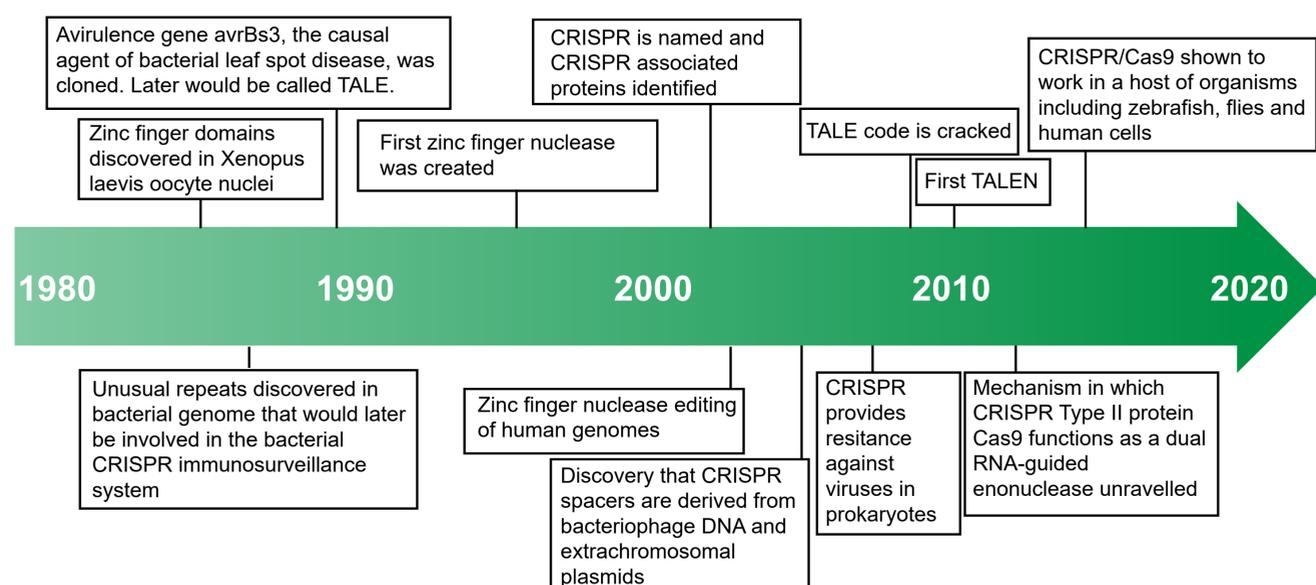 Avirulence gene avrBs3, the causal
agent of bacterial leaf spot disease, was
cloned. Later would be called TALE.
Zinc finger domains
discovered in Xenopus
laevis oocyte nuclei
First zinc finger nuclease
was created
CRISPR is named and
CRISPR associated
proteins identified
TALE code is cracked
First TALEN
CRISPR/Cas9 shown to
work in a host of organisms
including zebrafish, flies and
human cells
1980
1990
2000
2010
2020
Unusual repeats discovered in
bacterial genome that would later
be involved in the bacterial
CRISPR immunosurveillance
system
Zinc finger nuclease editing
of human genomes
Discovery that CRISPR
spacers are derived from
bacteriophage DNA and
extrachromosomal
plasmids
CRISPR
provides
resitance
against
viruses in
prokaryotes
Mechanism in which
CRISPR Type II protein
Cas9 functions as a dual
RNA-guided
enonuclease unravelled